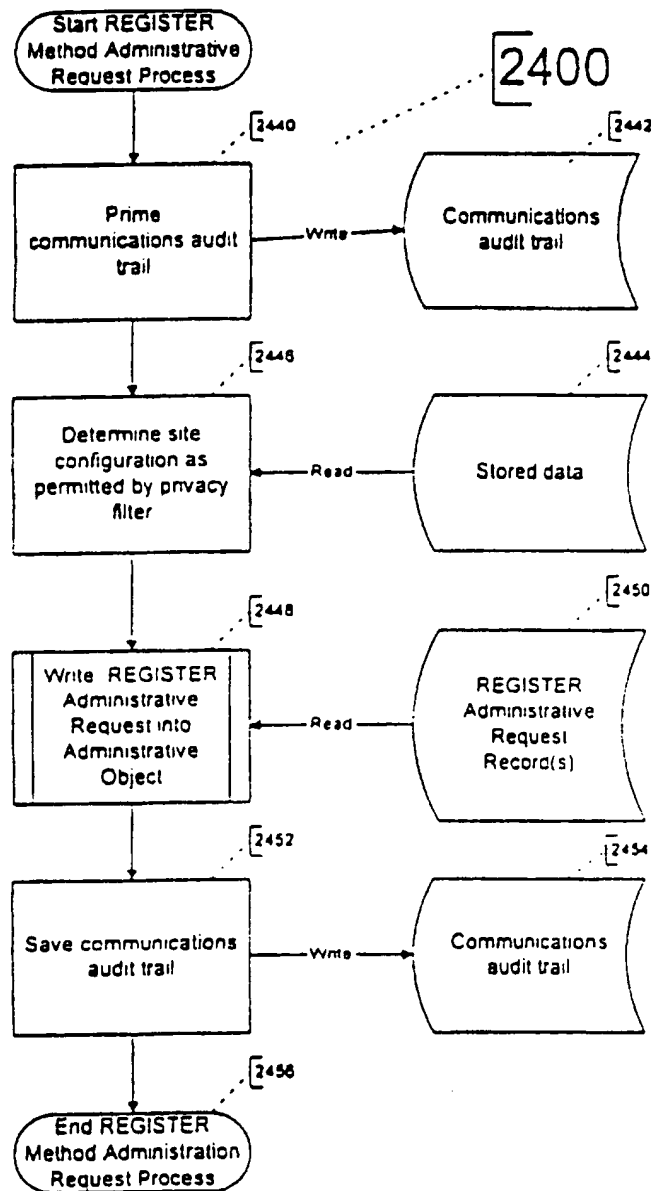 Start REGISTER
Method Administrative
Request Process
2400
2440
2442
Prime
communications audit
trail
Write
Communications
audit trail
2446
2444
Determine site
configuration as
permitted by privacy
filter
Read
Stored data
2448
2450
Write REGISTER
Administrative
Request into
Administrative
Object
Read
REGISTER
Administrative
Request
Record(s)
2452
2454
Save communications
audit trail
Write
Communications
audit trail
2456
End REGISTER
Method Administration
Request Process